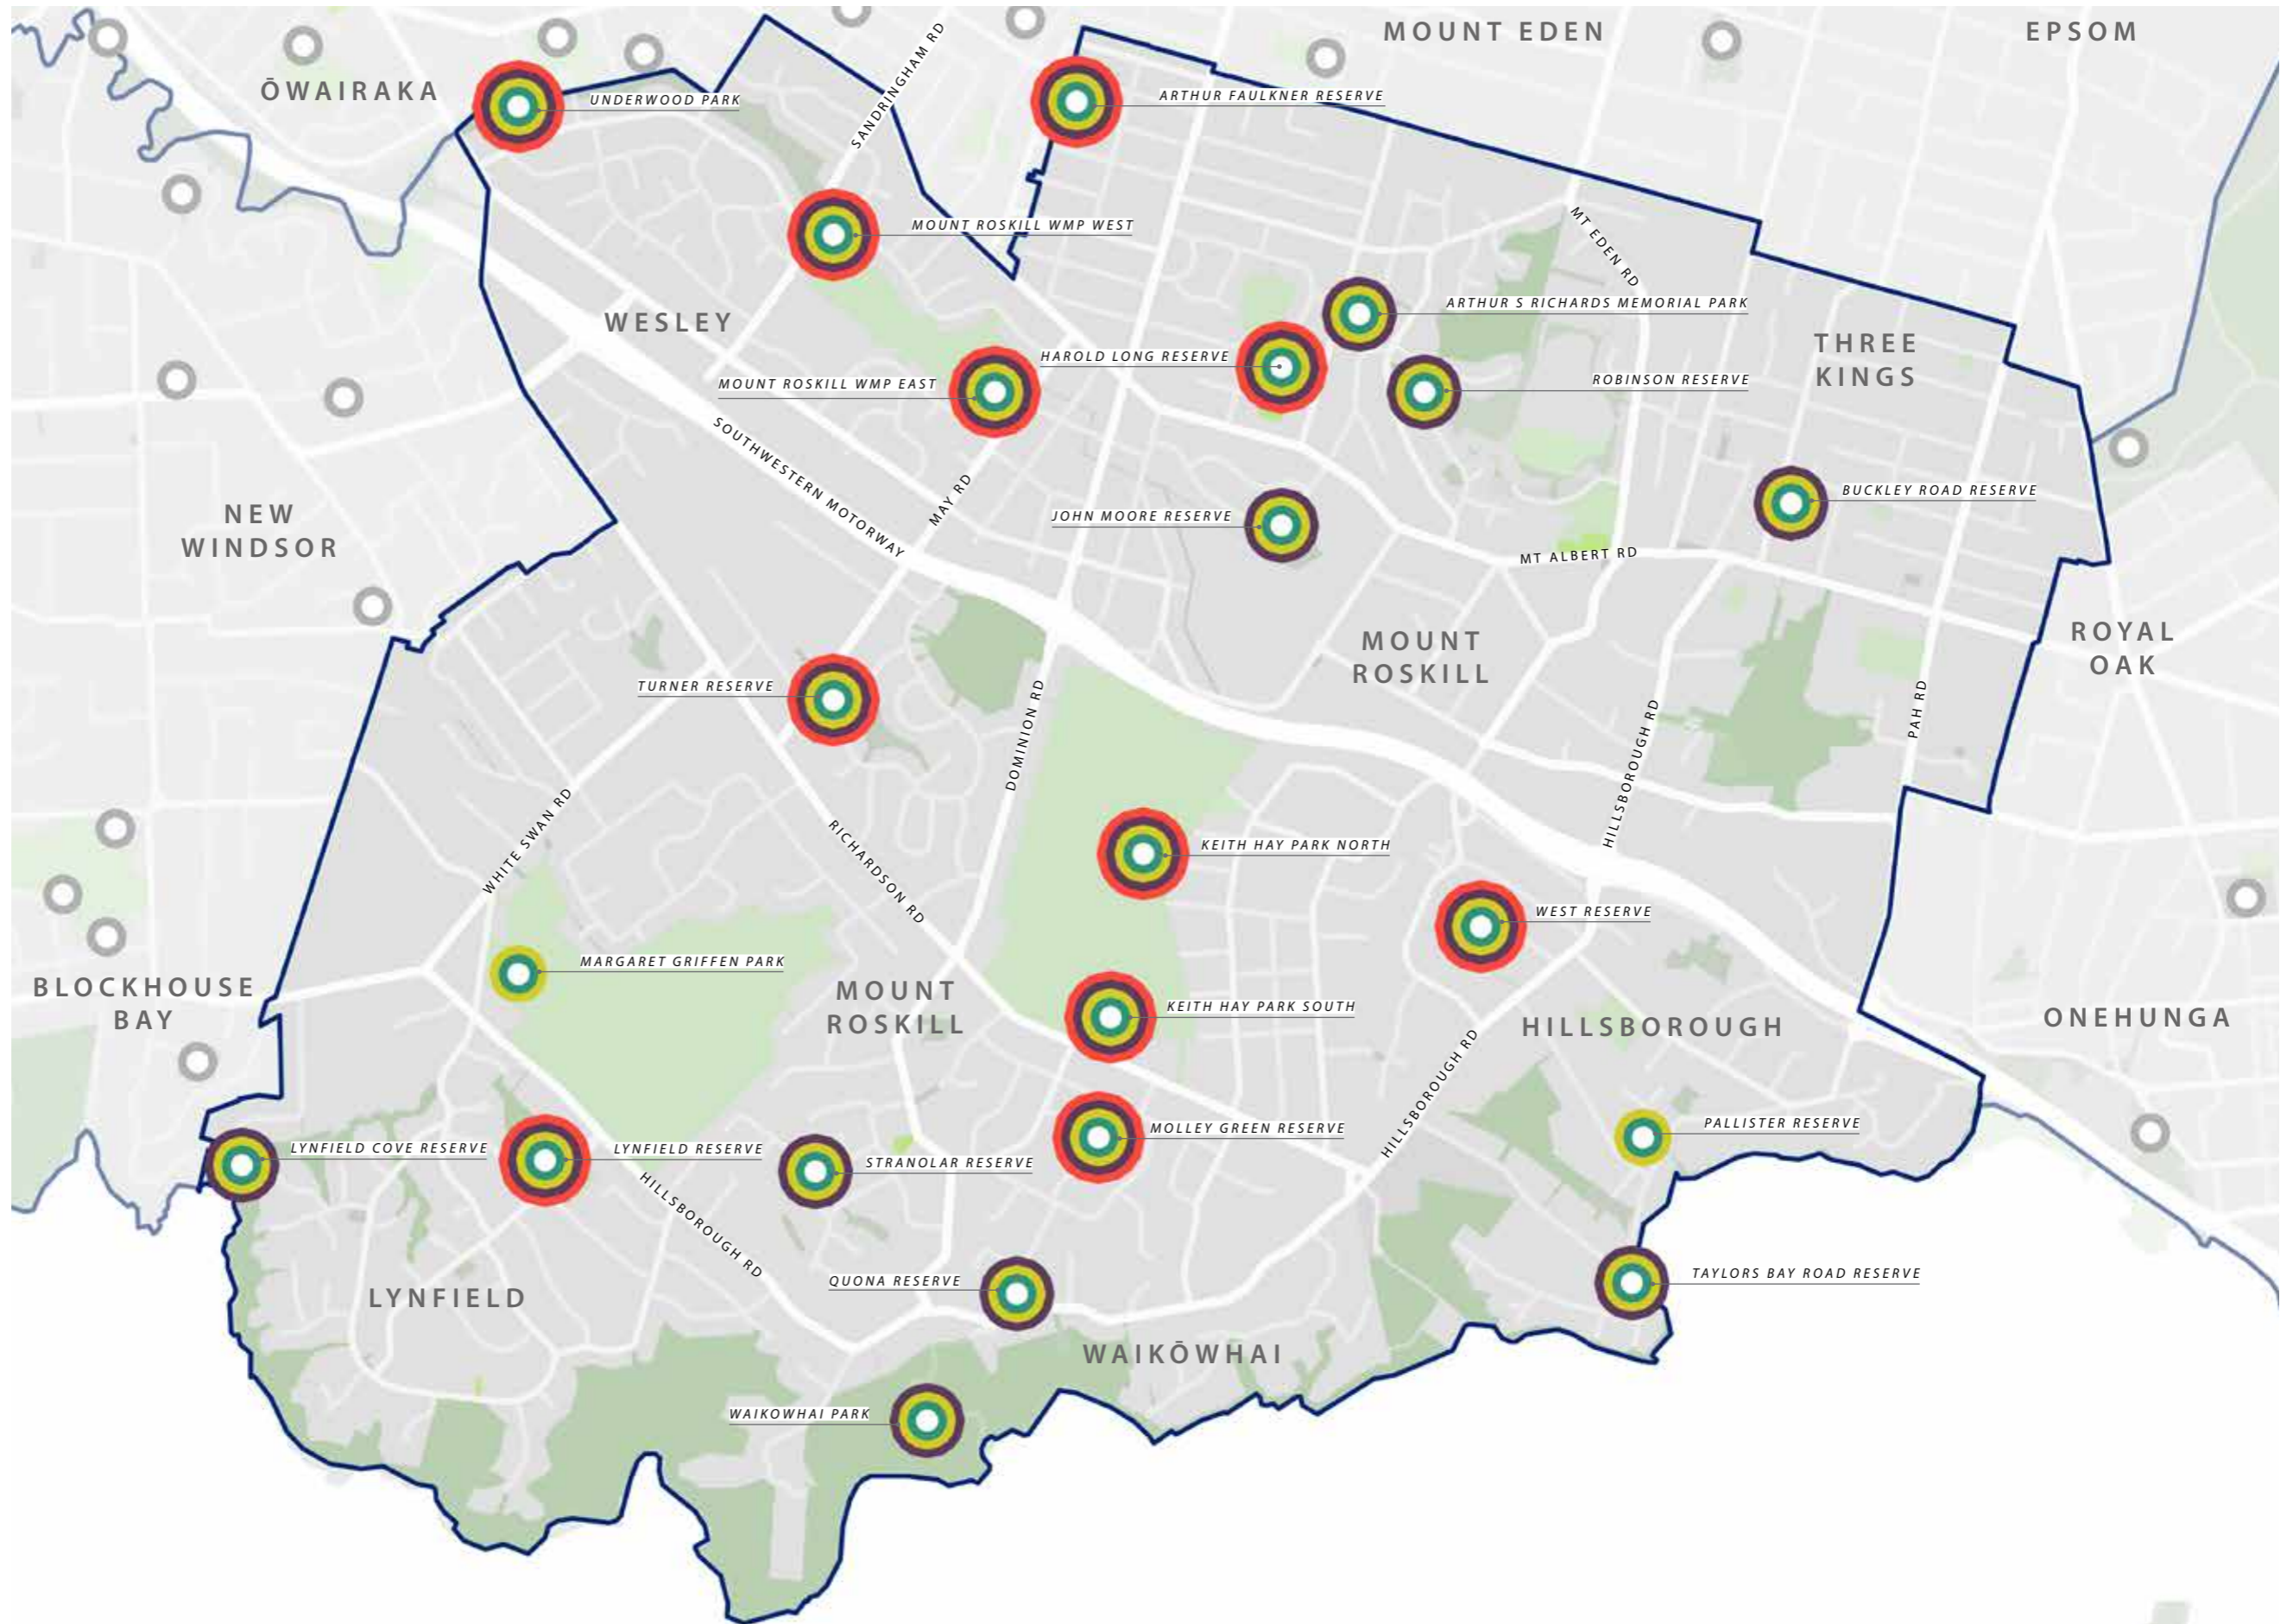 MOUNT EDEN
EPSOM
ŌWAIRAKA
UNDERWOOD PARK
SANDRINGHAM RD
ARTHUR FAULKNER RESERVE
MOUNT ROSKILL WMP WEST
MT EDEN RD
ARTHUR S RICHARDS MEMORIAL PARK
WESLEY
THREE
KINGS
HAROLD LONG RESERVE
MOUNT ROSKILL WMP EAST
ROBINSON RESERVE
SOUTHWESTERN MOTORWAY
MAY RD
BUCKLEY ROAD RESERVE
NEW
WINDSOR
JOHN MOORE RESERVE
MT ALBERT RD
MOUNT
ROSKILL
ROYAL
OAK
TURNER RESERVE
DOMINION RD
HILLSBOROUGH RD
PAH RD
WHITE SWAN RD
RICHARDSON RD
KEITH HAY PARK NORTH
WEST RESERVE
MARGARET GRIFFEN PARK
BLOCKHOUSE
BAY
MOUNT
ROSKILL
KEITH HAY PARK SOUTH
HILLSBOROUGH
ONEHUNGA
HILLSBOROUGH RD
MOLLEY GREEN RESERVE
PALLISTER RESERVE
LYNFIELD COVE RESERVE
LYNFIELD RESERVE
STRANOLAR RESERVE
HILLSBOROUGH RD
QUONA RESERVE
TAYLORS BAY ROAD RESERVE
LYNFIELD
WAIKŌWHAI
WAIKOWHAI PARK